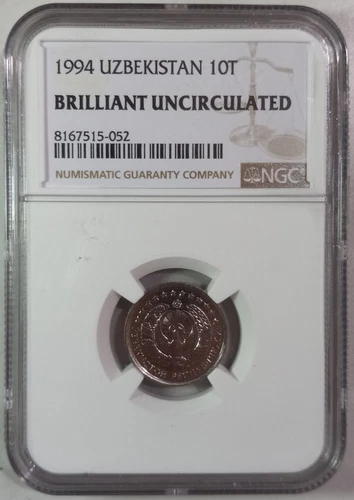 1994 UZBEKISTAN 10T
BRILLIANT UNCIRCULATED
8167515-052
NUMISMATIC GUARANTY COMPANY NGC